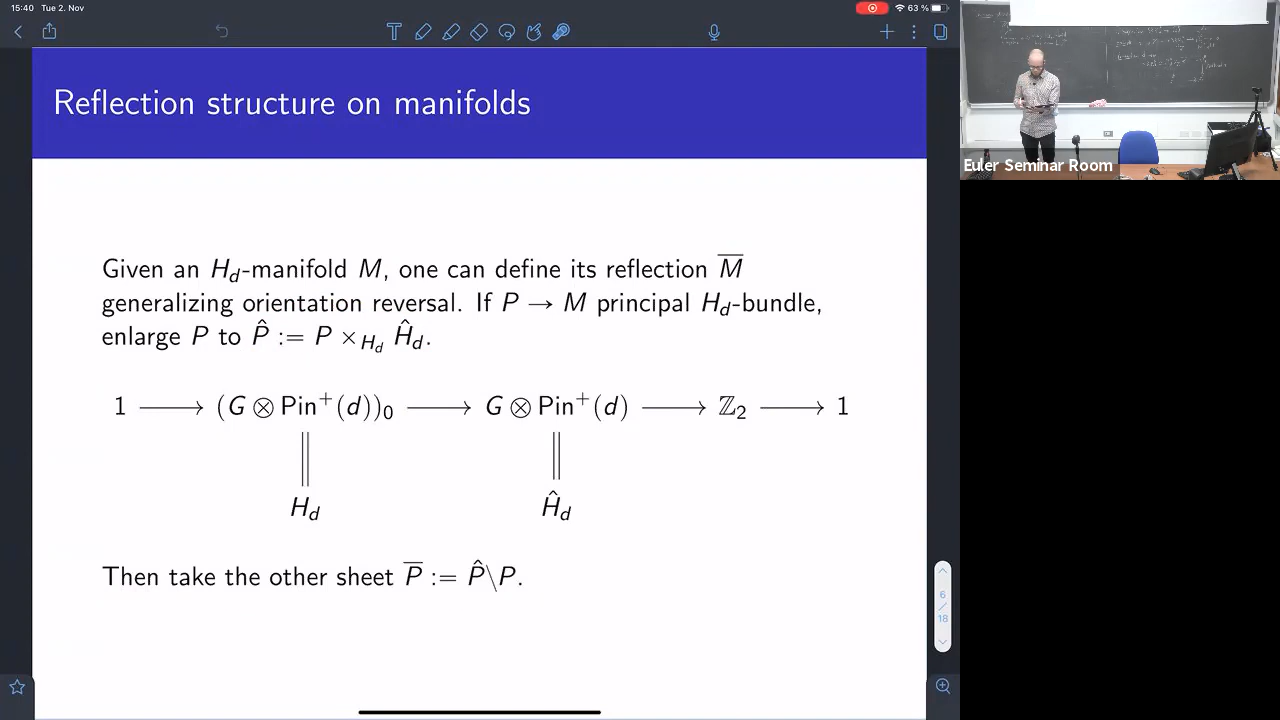 15:40 Tue 2. Nov
63 %
Reflection structure on manifolds
Given an H_d-manifold M, one can define its reflection M̅
generalizing orientation reversal. If P → M principal H_d-bundle,
enlarge P to P̂ := P ×_{H_d} Ĥ_d.
1 ⟶ (G ⊗ Pin⁺(d))₀ ⟶ G ⊗ Pin⁺(d) ⟶ ℤ₂ ⟶ 1
H_d Ĥ_d
Then take the other sheet P̅ := P̂\P.
6
/
18
Euler Seminar Room